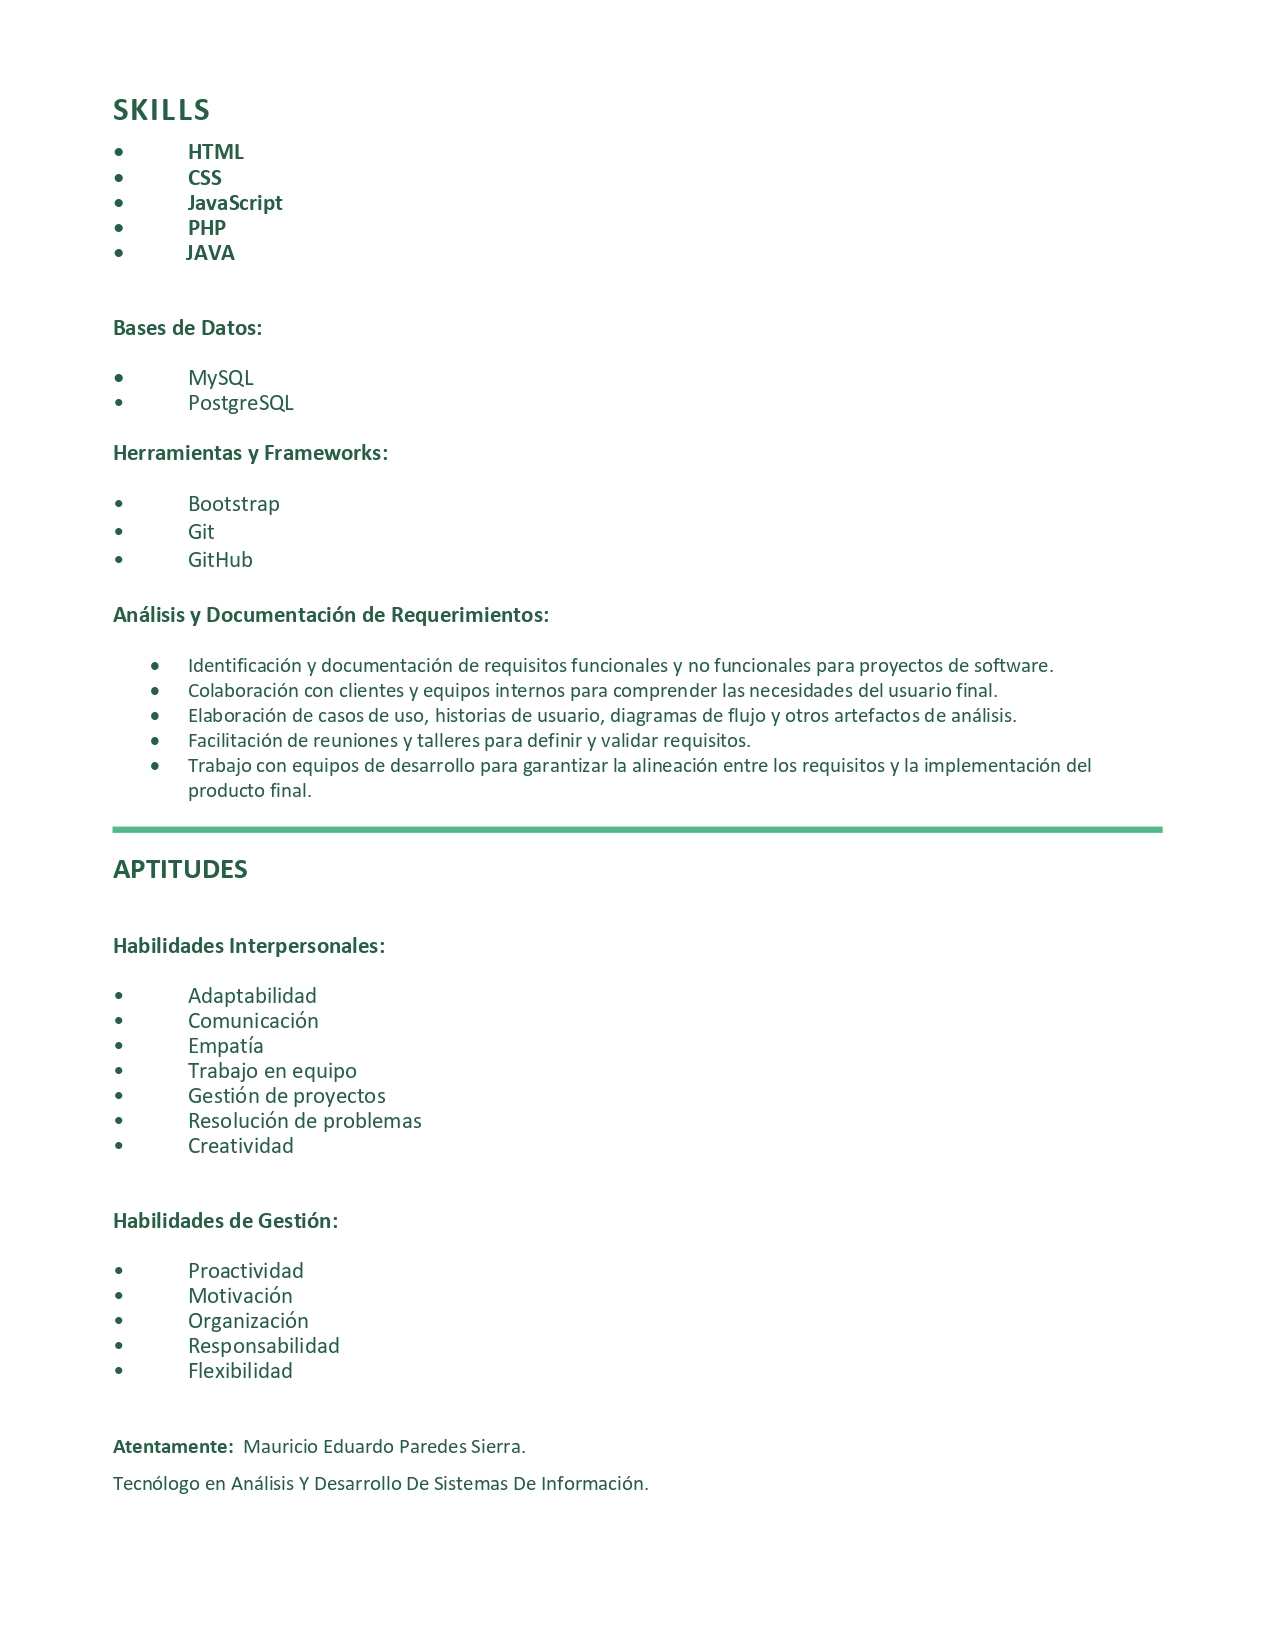 SKILLS
• HTML
• CSS
• JavaScript
• PHP
• JAVA
Bases de Datos:
• MySQL
• PostgreSQL
Herramientas y Frameworks:
• Bootstrap
• Git
• GitHub
Análisis y Documentación de Requerimientos:
• Identificación y documentación de requisitos funcionales y no funcionales para proyectos de software.
• Colaboración con clientes y equipos internos para comprender las necesidades del usuario final.
• Elaboración de casos de uso, historias de usuario, diagramas de flujo y otros artefactos de análisis.
• Facilitación de reuniones y talleres para definir y validar requisitos.
• Trabajo con equipos de desarrollo para garantizar la alineación entre los requisitos y la implementación del
producto final.
APTITUDES
Habilidades Interpersonales:
• Adaptabilidad
• Comunicación
• Empatía
• Trabajo en equipo
• Gestión de proyectos
• Resolución de problemas
• Creatividad
Habilidades de Gestión:
• Proactividad
• Motivación
• Organización
• Responsabilidad
• Flexibilidad
Atentamente: Mauricio Eduardo Paredes Sierra.
Tecnólogo en Análisis Y Desarrollo De Sistemas De Información.